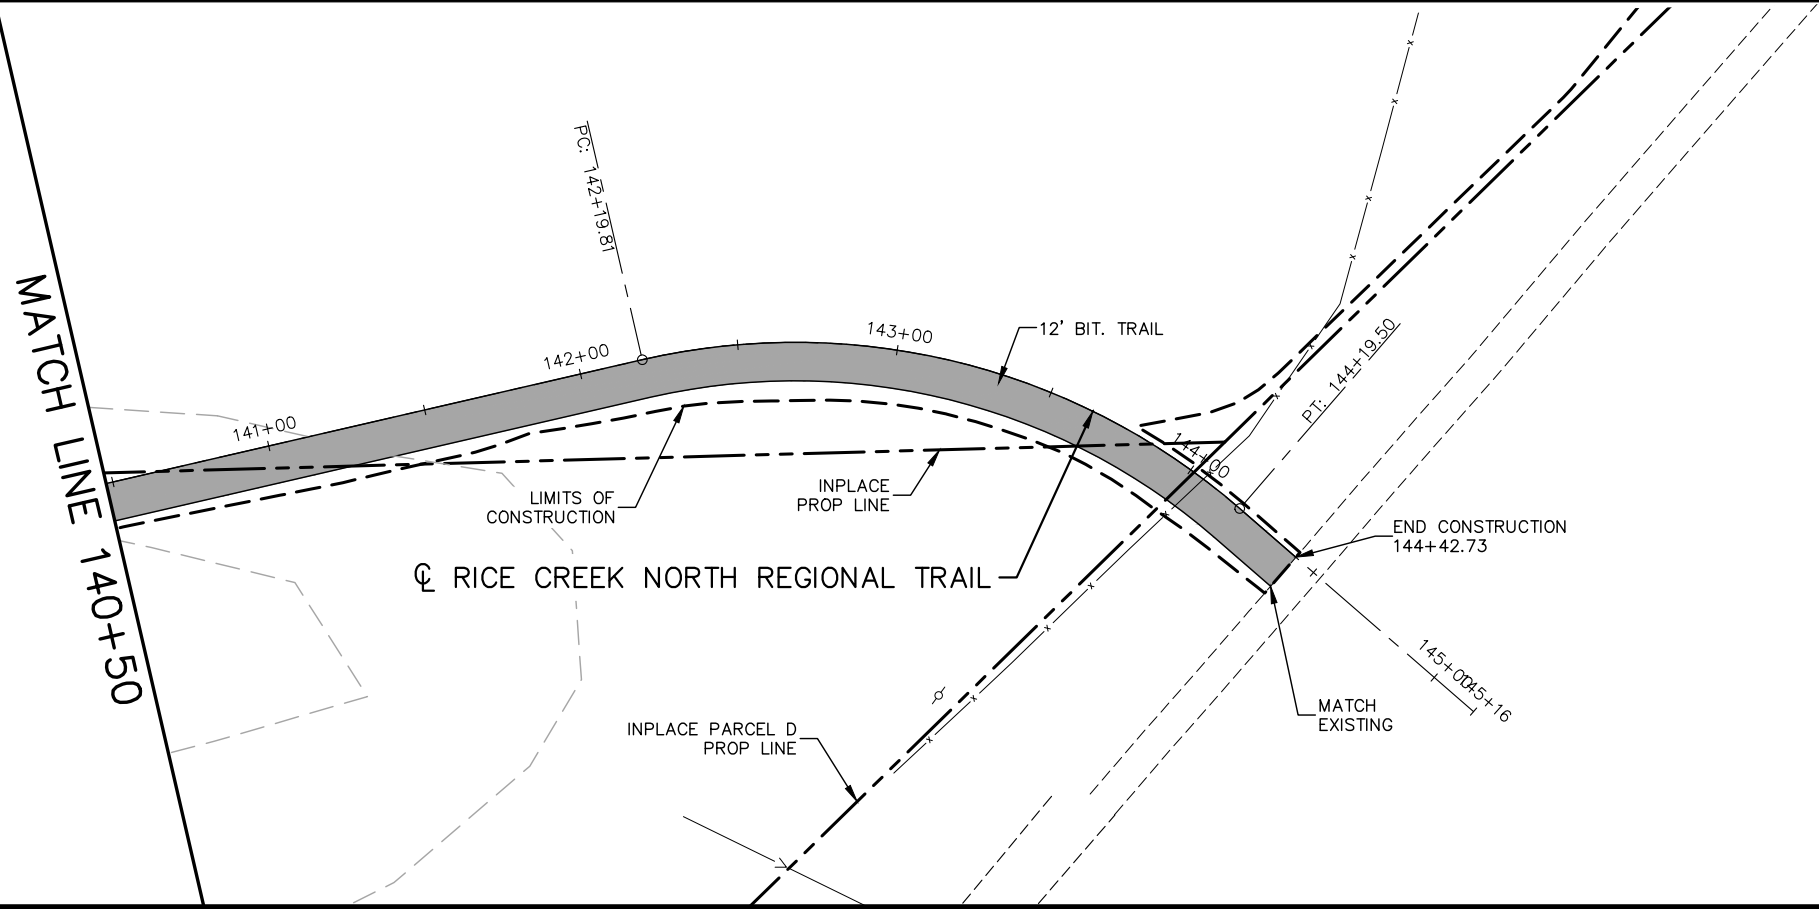 PC: 142+19.81
MATCH LINE 140+50
141+00
142+00
143+00
12' BIT. TRAIL
144+00
PT: 144+19.50
LIMITS OF
CONSTRUCTION
INPLACE
PROP LINE
END CONSTRUCTION
144+42.73
℄ RICE CREEK NORTH REGIONAL TRAIL
145+00
145+16
MATCH
EXISTING
INPLACE PARCEL D
PROP LINE